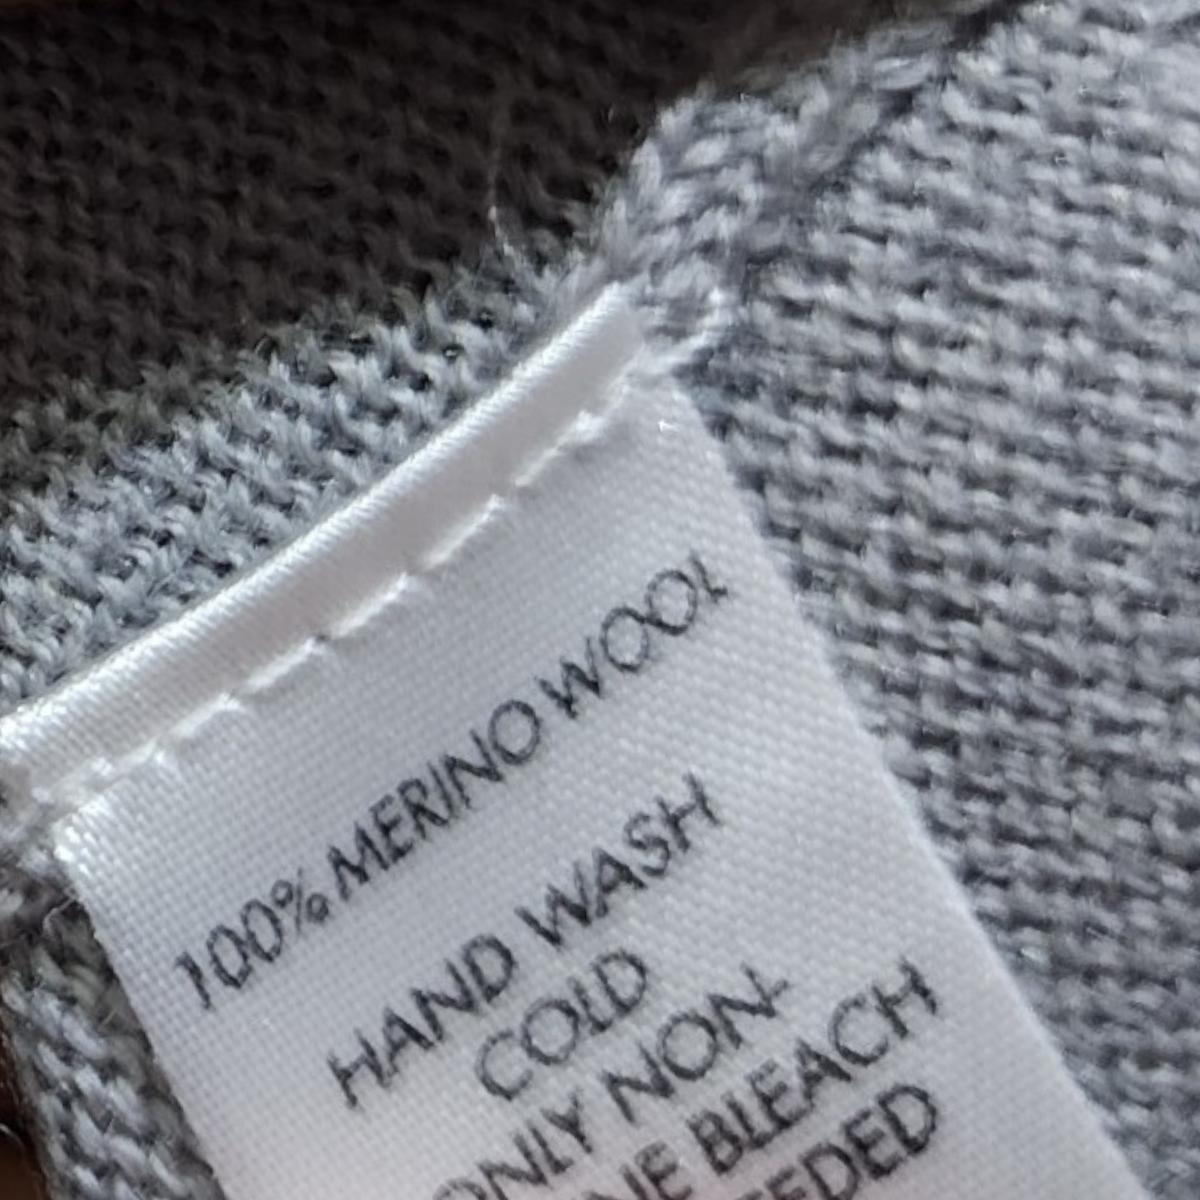 100% MERINO WOOL
HAND WASH
COLD
ONLY NON-
BLEACH